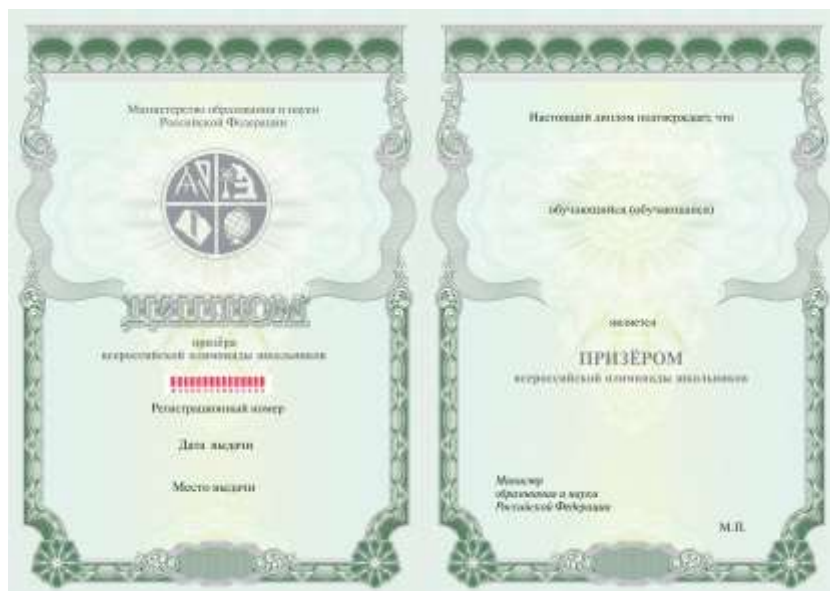 Министерство образования и науки
Российской Федерации
ДИПЛОМ
призёра
всероссийской олимпиады школьников
Регистрационный номер
Дата выдачи
Место выдачи
Настоящий диплом подтверждает, что
обучающийся (обучающаяся)
является
ПРИЗЁРОМ
всероссийской олимпиады школьников
Министр
образования и науки
Российской Федерации
М.П.